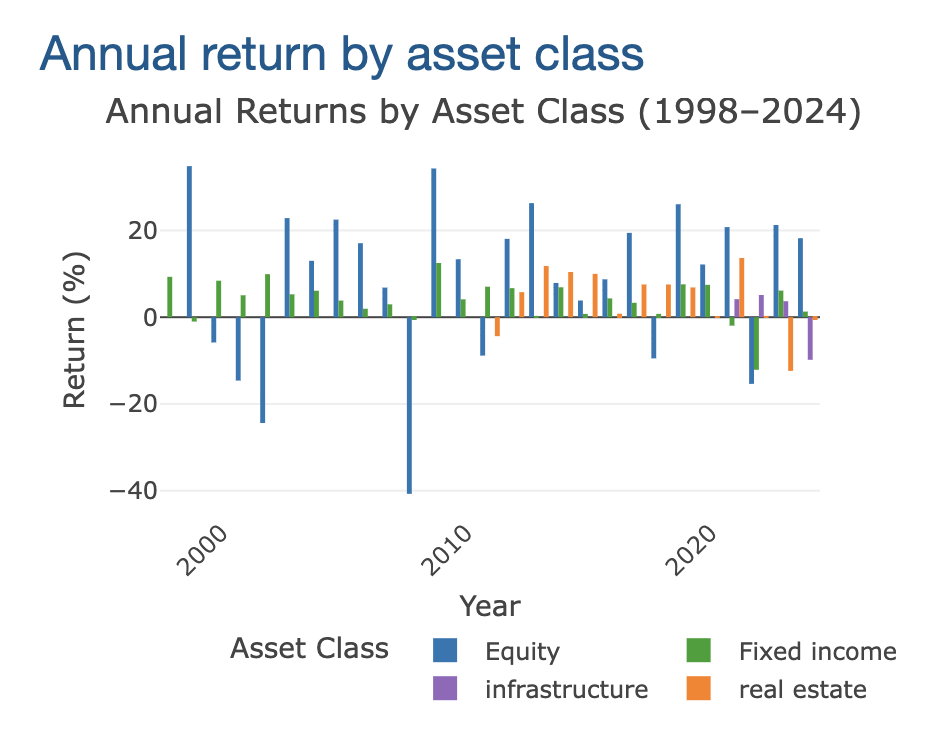 Annual return by asset class
Annual Returns by Asset Class (1998–2024)
Return (%)
20
0
−20
−40
2000
2010
2020
Year
Asset Class
Equity
Fixed income
infrastructure
real estate